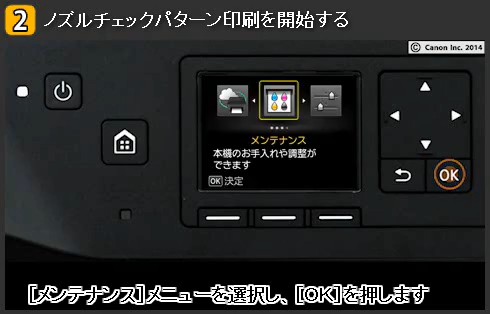 2 ノズルチェックパターン印刷を開始する
© Canon Inc. 2014
メンテナンス
本機のお手入れや調整が
できます
OK 決定
OK
[メンテナンス]メニューを選択し、[OK]を押します